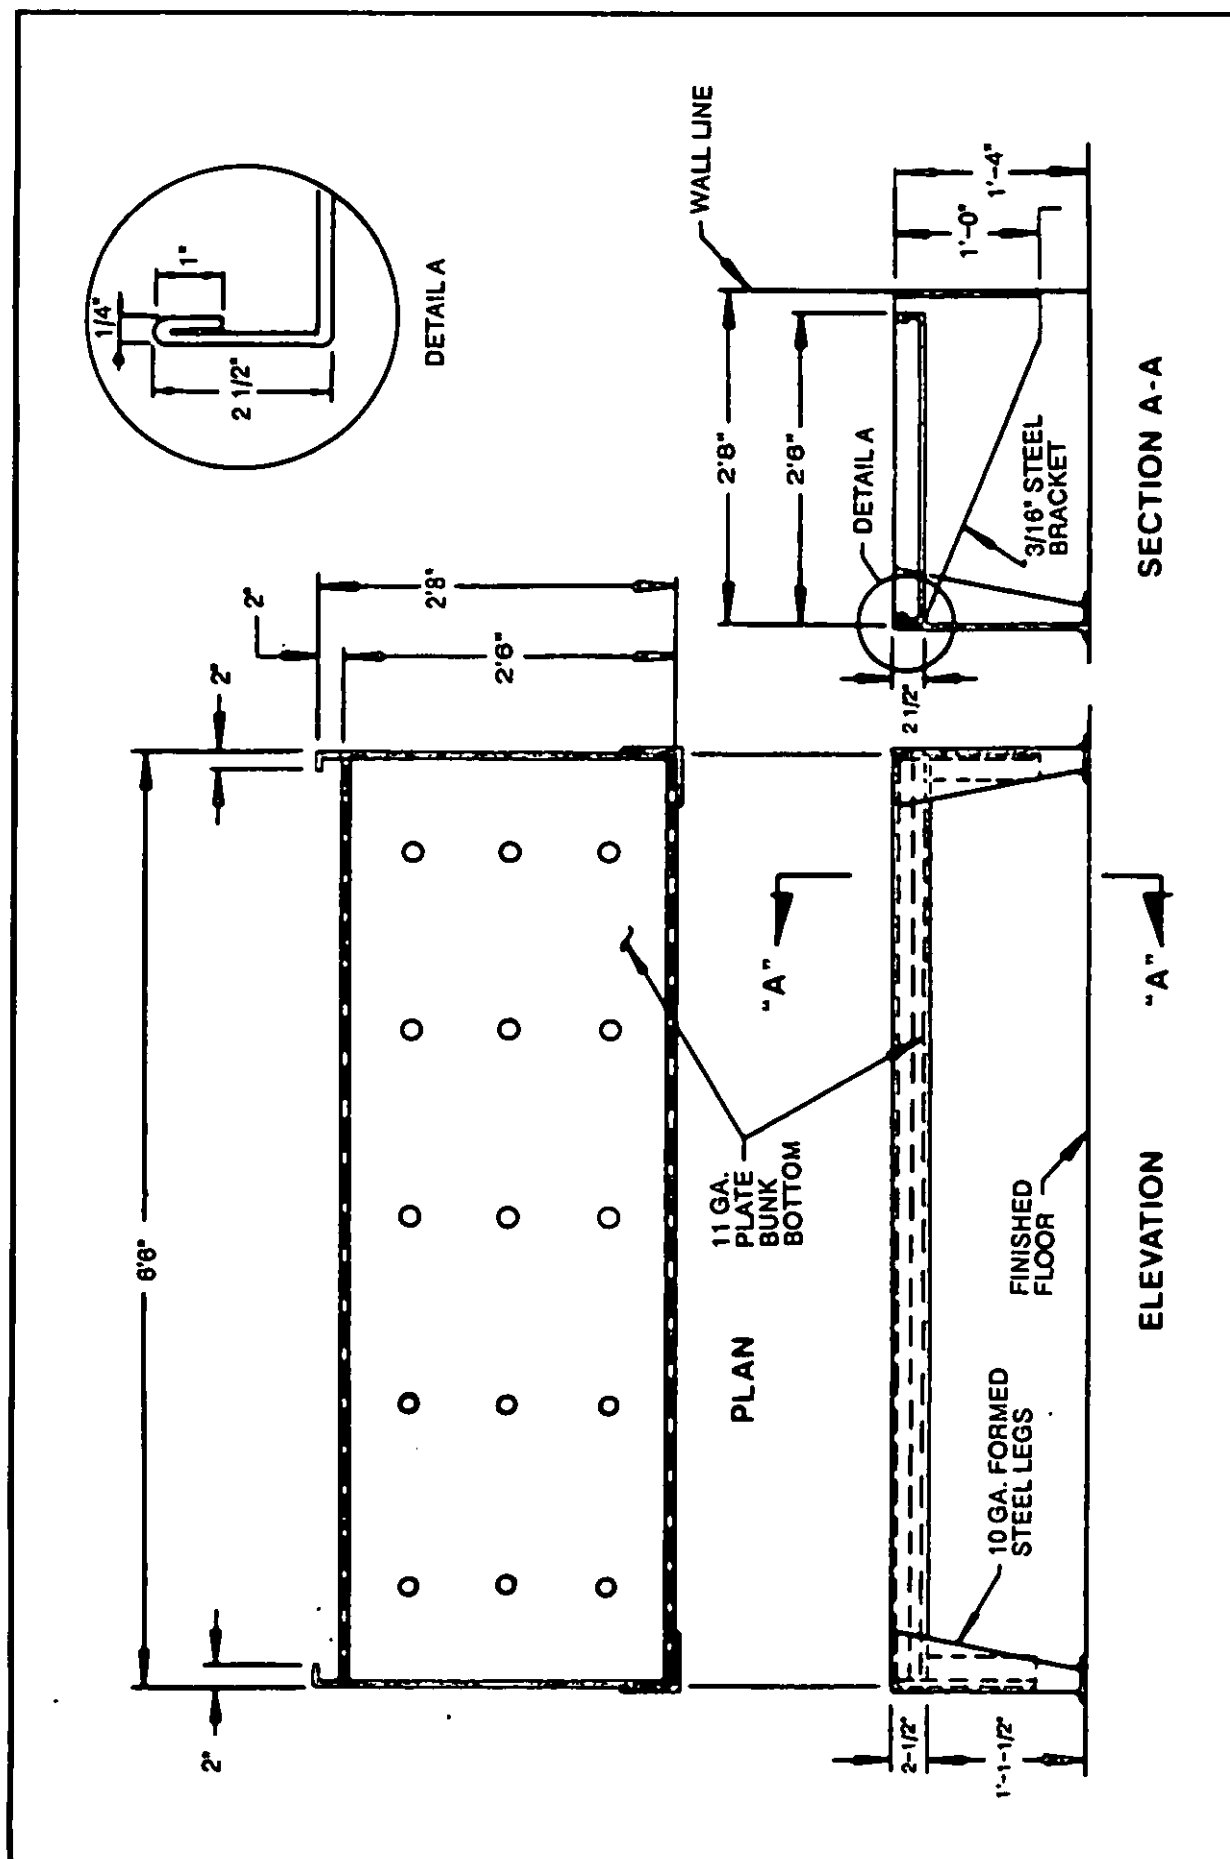 2"
6'6"
2"
2"
2'6"
2'8"
1/4"
1"
2 1/2"
DETAIL A
PLAN
11 GA.
PLATE
BUNK
BOTTOM
"A"
"A"
2-1/2"
1'-1-1/2"
10 GA. FORMED
STEEL LEGS
FINISHED
FLOOR
ELEVATION
WALL LINE
2'8"
2'6"
DETAIL A
2 1/2"
1'-0"
1'-4"
3/16" STEEL
BRACKET
SECTION A-A